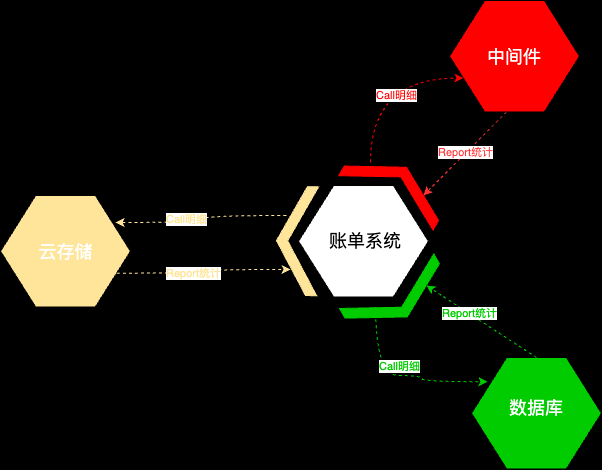 中间件
Call明细
Report统计
Call明细
账单系统
云存储
Report统计
Report统计
Call明细
数据库